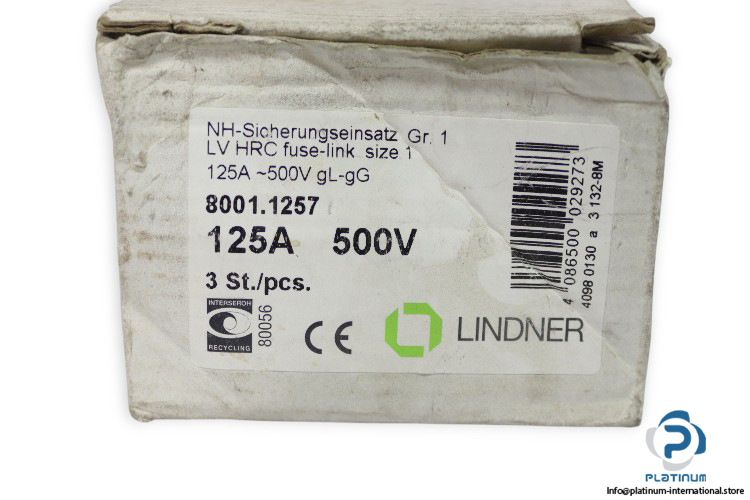 NH-Sicherungseinsatz Gr. 1
LV HRC fuse-link size 1
125A ~500V gL-gG
8001.1257
125A 500V
3 St./pcs.
INTERSEROH
RECYCLING
80056
CE
LINDNER
4 086500 029273
4098 0130 a 3 132-8M
PLATINUM
Info@platinum-international.store